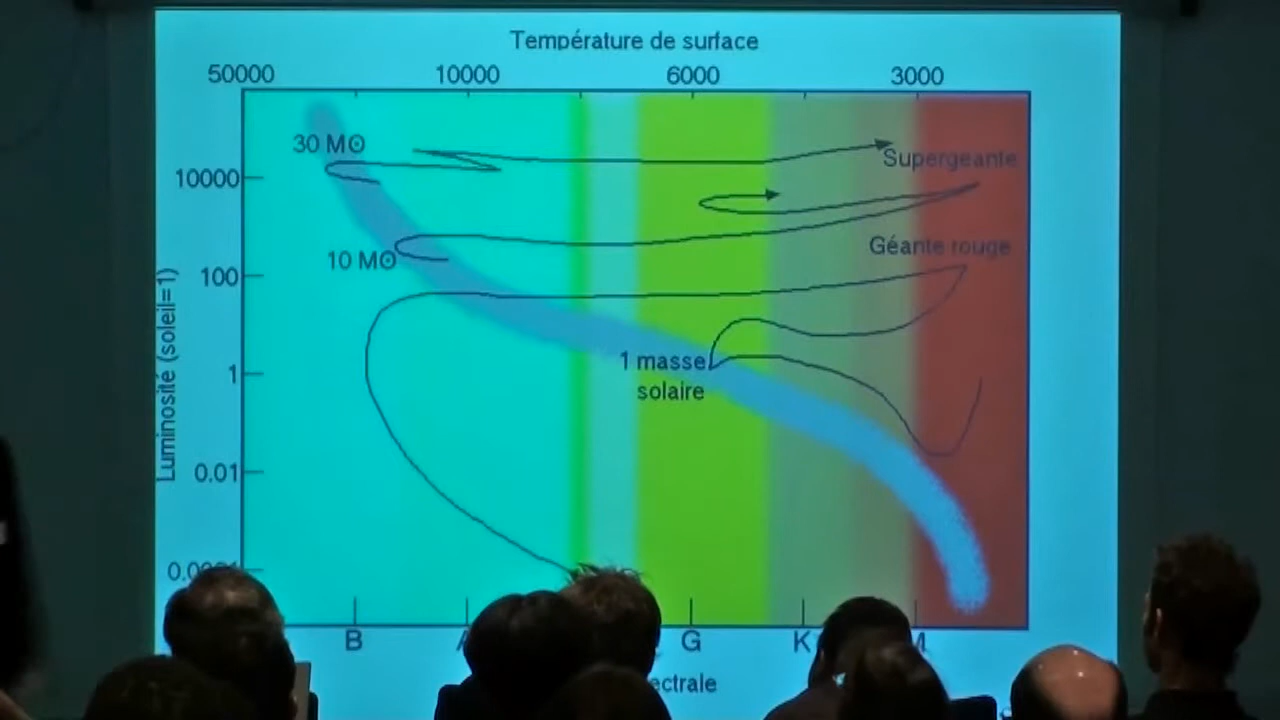 Température de surface
50000 10000 6000 3000
30 M⊙
Supergeante
10000
Géante rouge
10 M⊙
100
1 masse
solaire
1
0.01
Luminosité (soleil=1)
B G K M